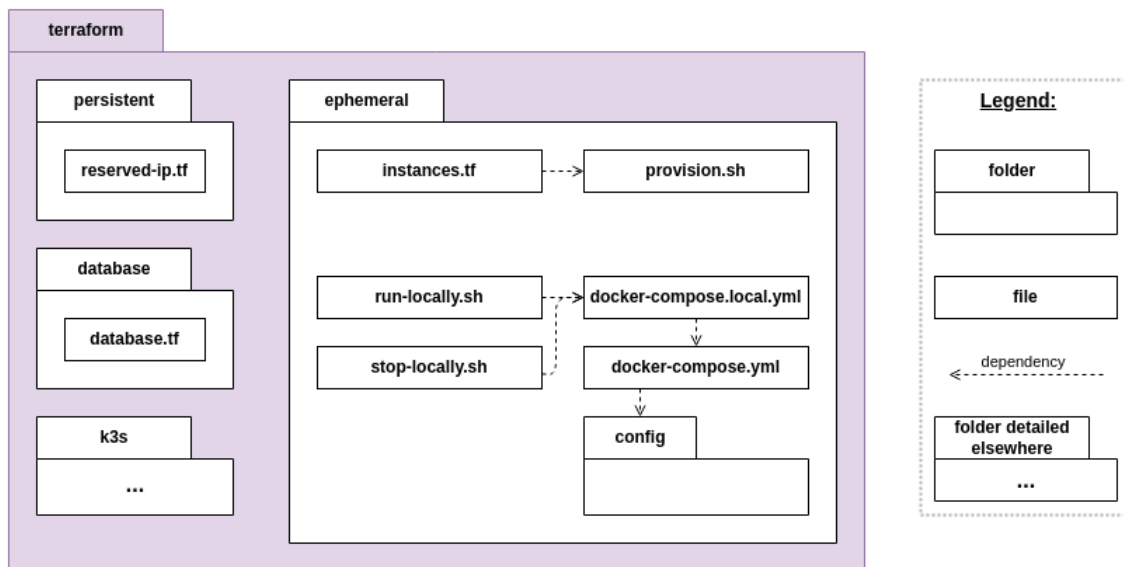 terraform
persistent
reserved-ip.tf
database
database.tf
k3s
...
ephemeral
instances.tf
provision.sh
run-locally.sh
docker-compose.local.yml
stop-locally.sh
docker-compose.yml
config
Legend:
folder
file
dependency
folder detailed
elsewhere
...